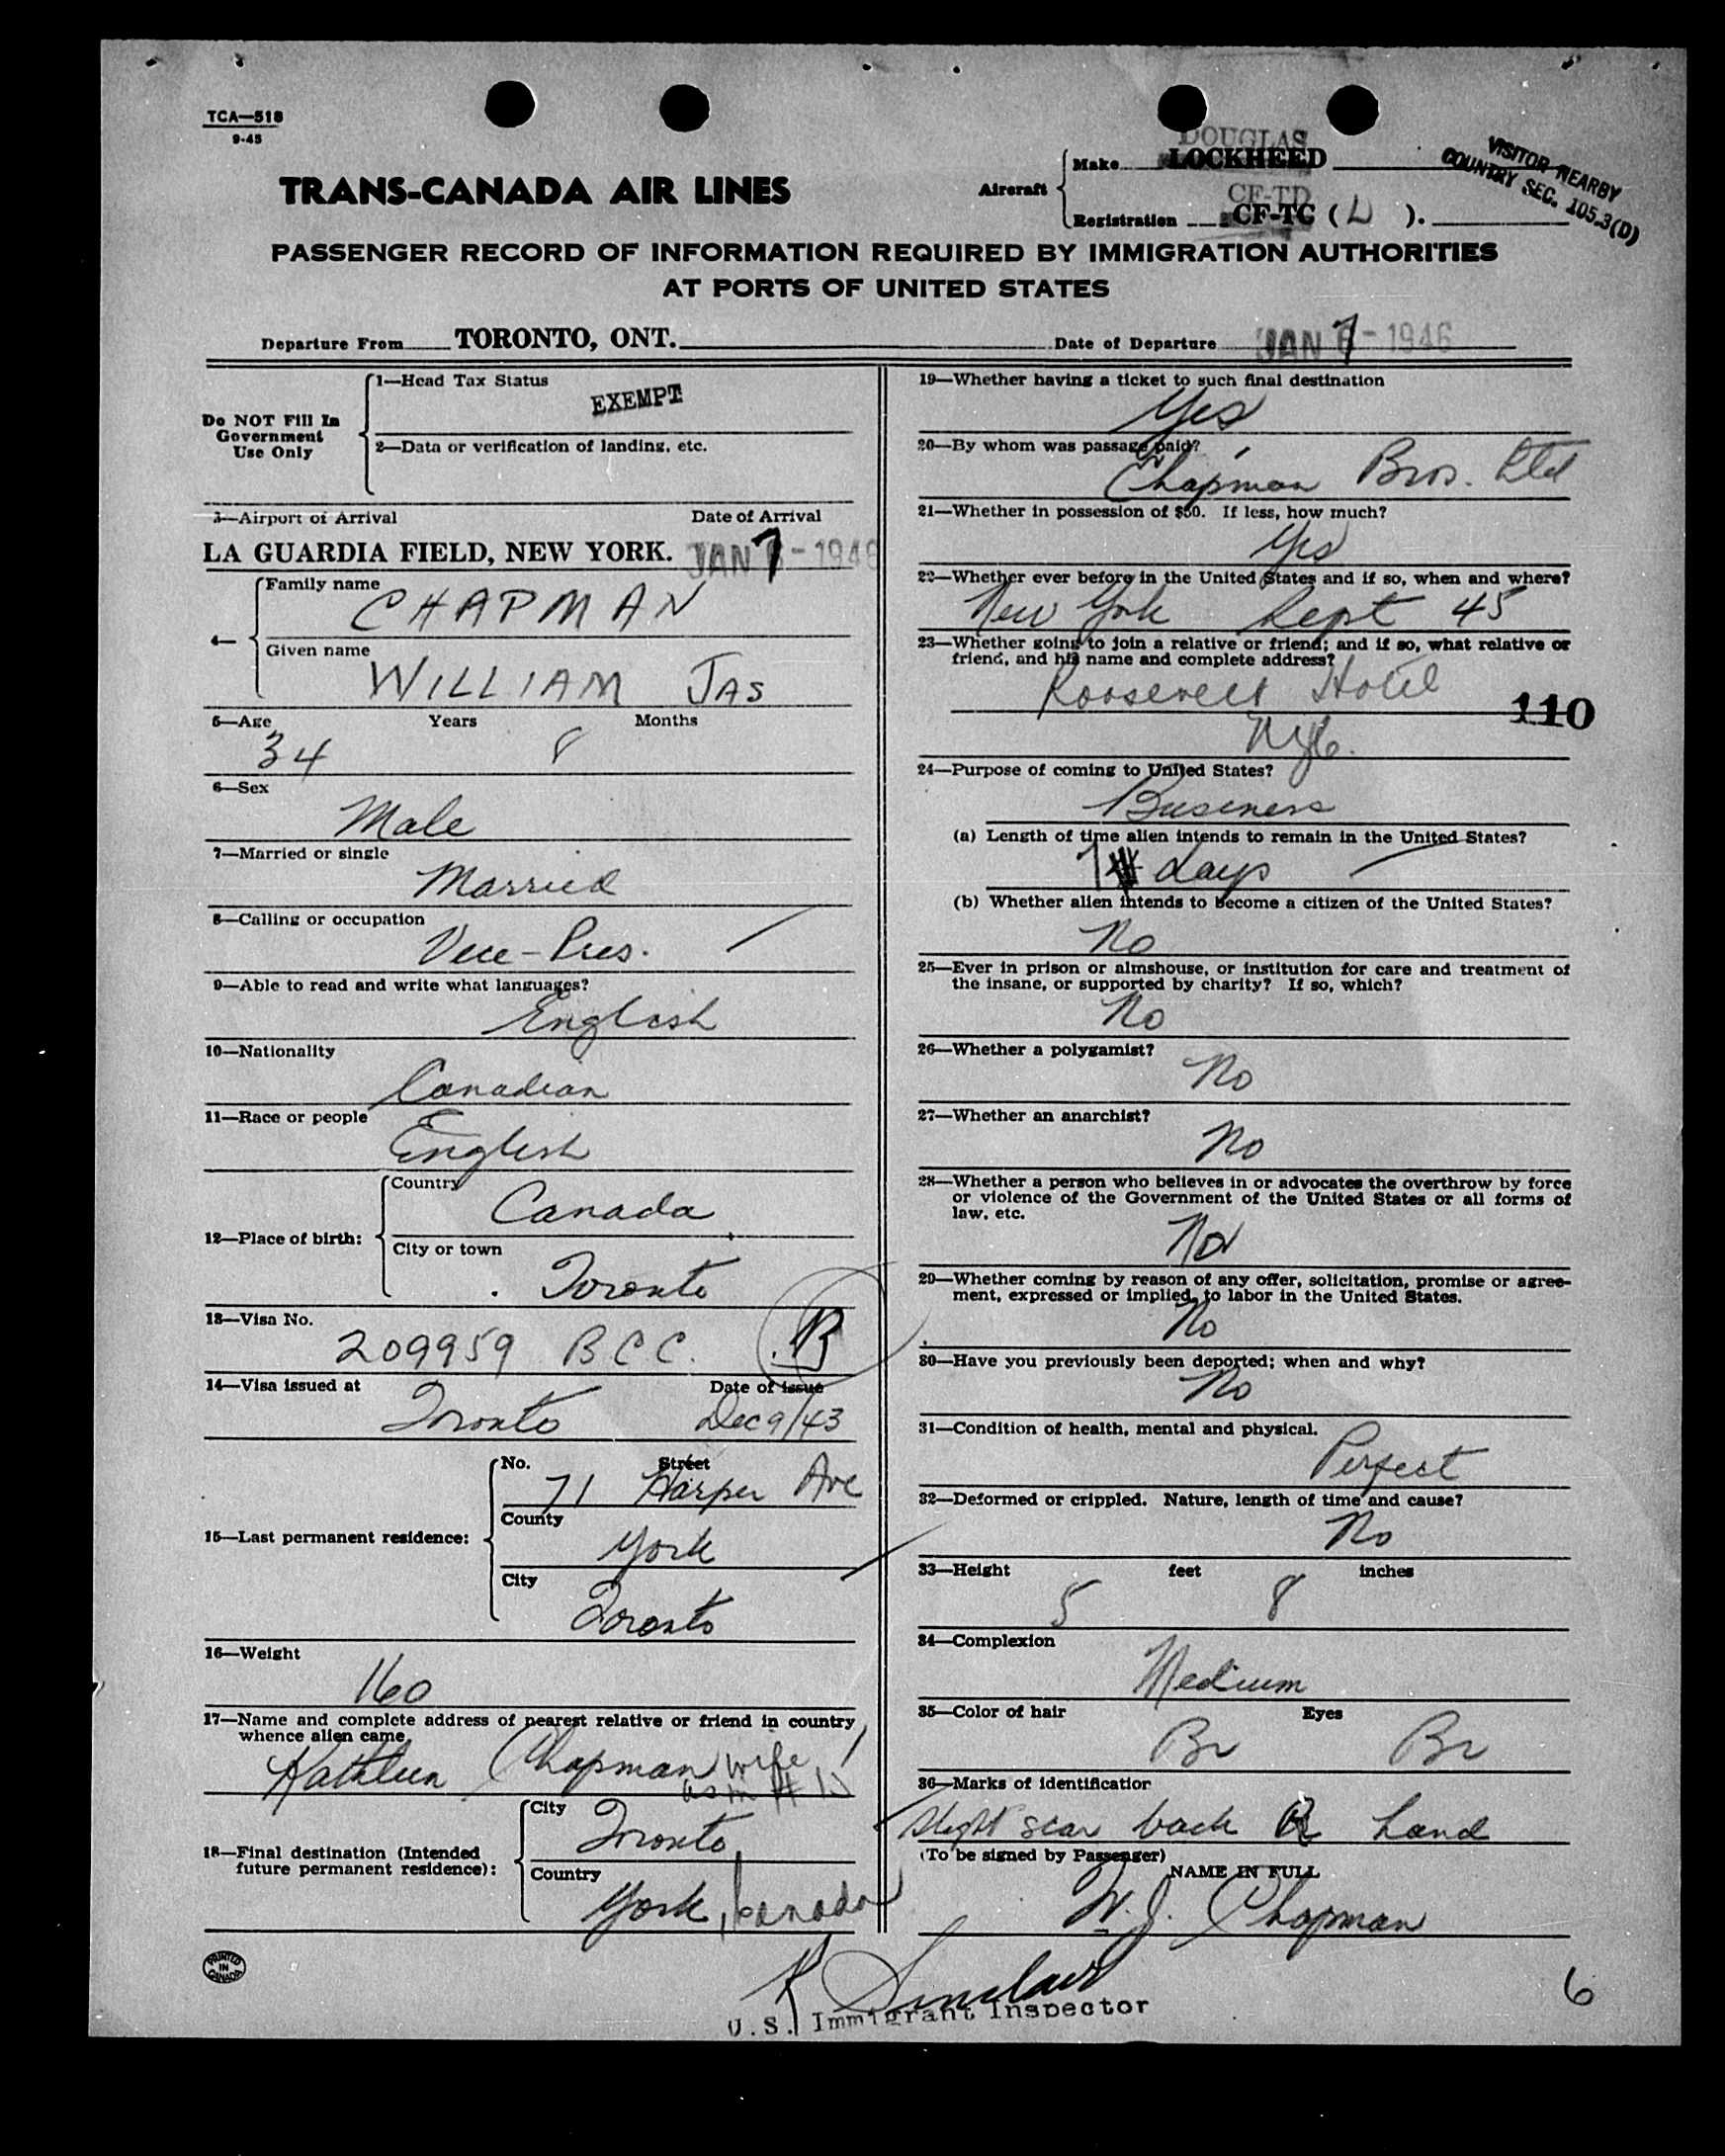 TCA—518
9-45
TRANS-CANADA AIR LINES
Aircraft
Make DOUGLAS LOCKHEED
Registration CF-TD CF-TC ( L ).
VISITOR NEARBY
COUNTRY SEC. 105.3(D)
PASSENGER RECORD OF INFORMATION REQUIRED BY IMMIGRATION AUTHORITIES
AT PORTS OF UNITED STATES
Departure From TORONTO, ONT. Date of Departure JAN 7 - 1946
Do NOT Fill In
Government
Use Only
1—Head Tax Status
EXEMPT
2—Data or verification of landing, etc.
3—Airport of Arrival Date of Arrival
LA GUARDIA FIELD, NEW YORK. JAN 7 - 1946
4—
Family name
CHAPMAN
Given name
WILLIAM JAS
5—Age Years Months
34 8
6—Sex
Male
7—Married or single
Married
8—Calling or occupation
Vice-Pres.
9—Able to read and write what languages?
English
10—Nationality
Canadian
11—Race or people
English
12—Place of birth:
Country
Canada
City or town
Toronto
13—Visa No.
209959 BCC. B
14—Visa issued at Date of issue
Toronto Dec 9/43
15—Last permanent residence:
No. Street
71 Harper Ave
County
York
City
Toronto
16—Weight
160
17—Name and complete address of nearest relative or friend in country
whence alien came
Kathleen Chapman wife
as in # 15
18—Final destination (Intended
future permanent residence):
City
Toronto
Country
York, Canada
PRINTED
IN
CANADA
19—Whether having a ticket to such final destination
Yes
20—By whom was passage paid?
Chapman Bros. Ltd
21—Whether in possession of $50. If less, how much?
Yes
22—Whether ever before in the United States and if so, when and where?
New York Sept 45
23—Whether going to join a relative or friend; and if so, what relative or
friend, and his name and complete address?
Roosevelt Hotel
110
NYC.
24—Purpose of coming to United States?
Business
(a) Length of time alien intends to remain in the United States?
7 days
(b) Whether alien intends to become a citizen of the United States?
No
25—Ever in prison or almshouse, or institution for care and treatment of
the insane, or supported by charity? If so, which?
No
26—Whether a polygamist?
No
27—Whether an anarchist?
No
28—Whether a person who believes in or advocates the overthrow by force
or violence of the Government of the United States or all forms of
law, etc.
No
29—Whether coming by reason of any offer, solicitation, promise or agree-
ment, expressed or implied, to labor in the United States.
No
30—Have you previously been deported; when and why?
No
31—Condition of health, mental and physical.
Perfect
32—Deformed or crippled. Nature, length of time and cause?
No
33—Height feet inches
5 8
34—Complexion
Medium
35—Color of hair Eyes
Br Br
36—Marks of identification
Slight scar back R hand
(To be signed by Passenger)
NAME IN FULL
W. J. Chapman
R Sinclair
U.S. Immigrant Inspector
6